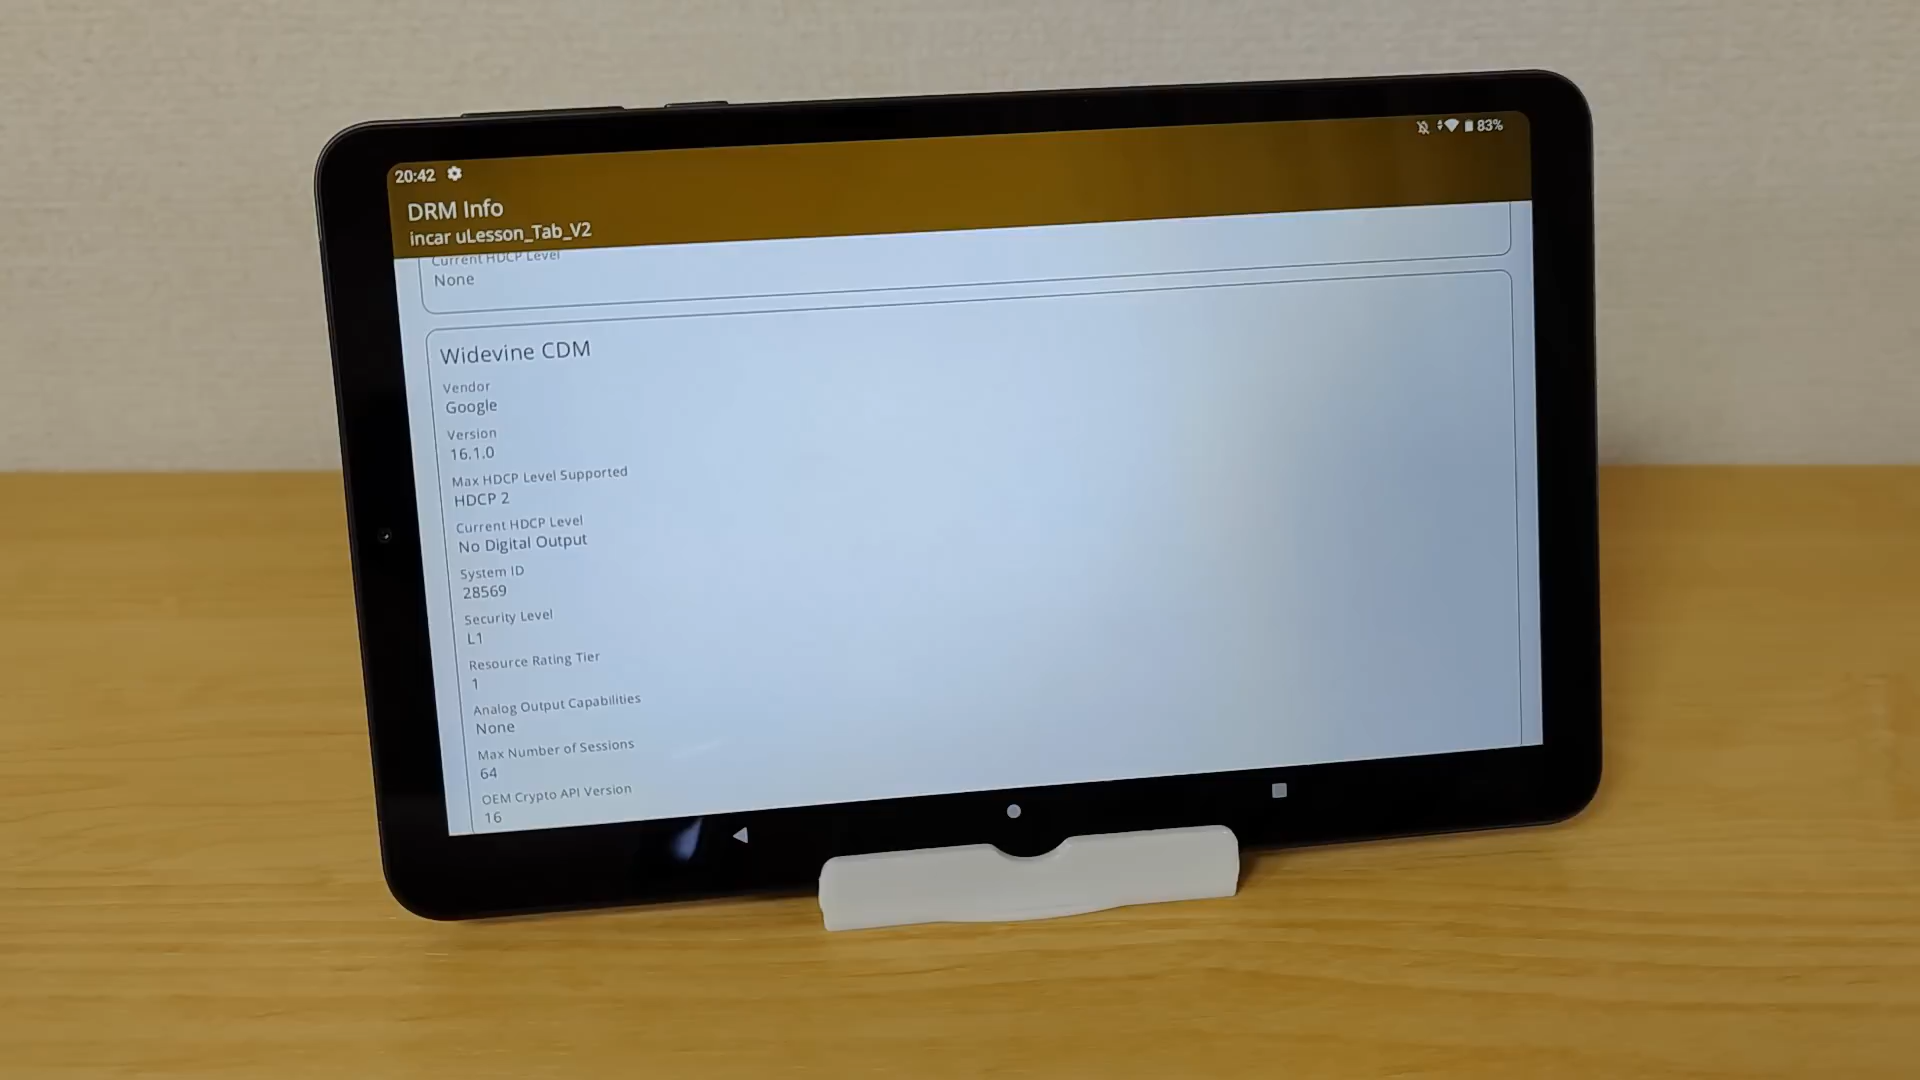 20:42
83%
DRM Info
incar uLesson_Tab_V2
Current HDCP Level
None
Widevine CDM
Vendor
Google
Version
16.1.0
Max HDCP Level Supported
HDCP 2
Current HDCP Level
No Digital Output
System ID
28569
Security Level
L1
Resource Rating Tier
1
Analog Output Capabilities
None
Max Number of Sessions
64
OEM Crypto API Version
16